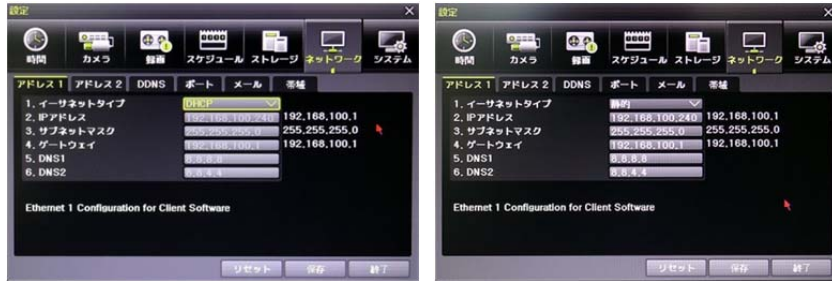 設定 X
時間 カメラ 録画 スケジュール ストレージ ネットワーク システム
アドレス 1 アドレス 2 DDNS ポート メール 帯域
1. イーサネットタイプ DHCP
2. IPアドレス 192.168.100.240 192.168.100.1
3. サブネットマスク 255.255.255.0 255.255.255.0
4. ゲートウェイ 192.168.100.1 192.168.100.1
5. DNS1 8.8.8.8
6. DNS2 8.8.4.4
Ethernet 1 Configuration for Client Software
リセット 保存 終了
設定 X
時間 カメラ 録画 スケジュール ストレージ ネットワーク システム
アドレス 1 アドレス 2 DDNS ポート メール 帯域
1. イーサネットタイプ 静的
2. IPアドレス 192.168.100.240 192.168.100.1
3. サブネットマスク 255.255.255.0 255.255.255.0
4. ゲートウェイ 192.168.100.1 192.168.100.1
5. DNS1 8.8.8.8
6. DNS2 8.8.4.4
Ethernet 1 Configuration for Client Software
リセット 保存 終了